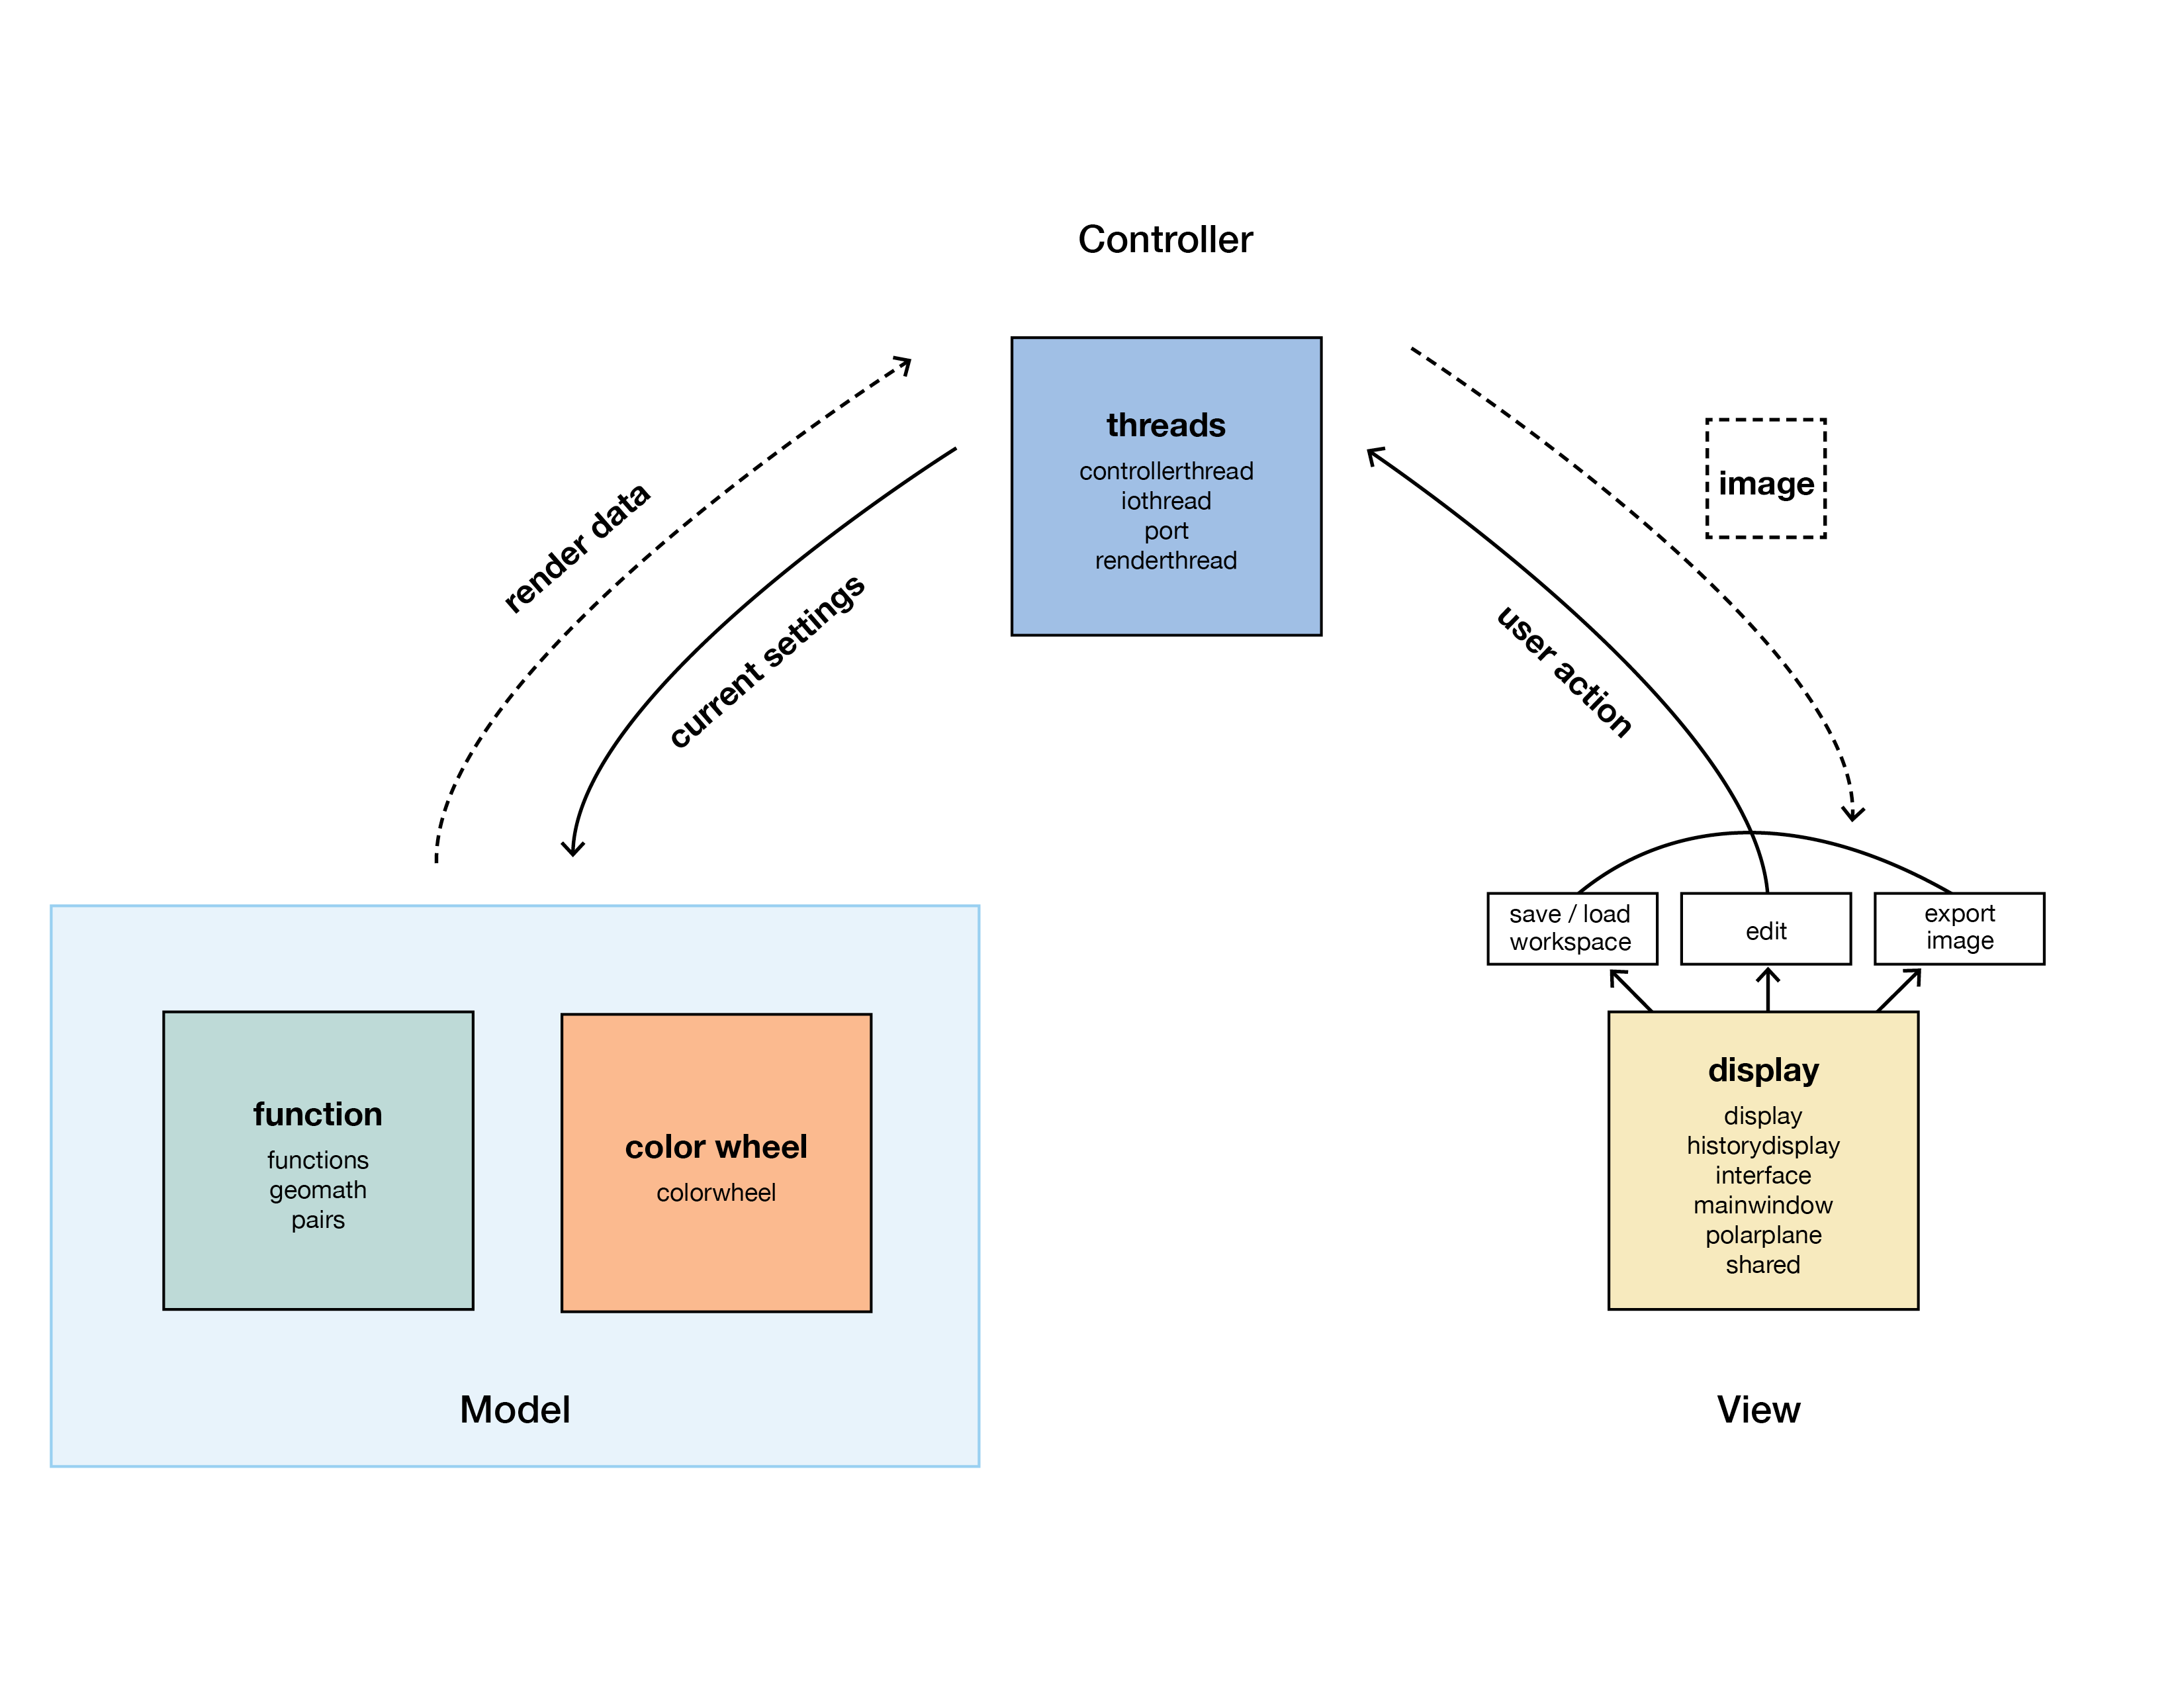 Controller
threads
controllerthread
iothread
port
renderthread
render data
current settings
image
user action
save / load
workspace
edit
export
image
function
functions
geomath
pairs
color wheel
colorwheel
Model
display
display
historydisplay
interface
mainwindow
polarplane
shared
View